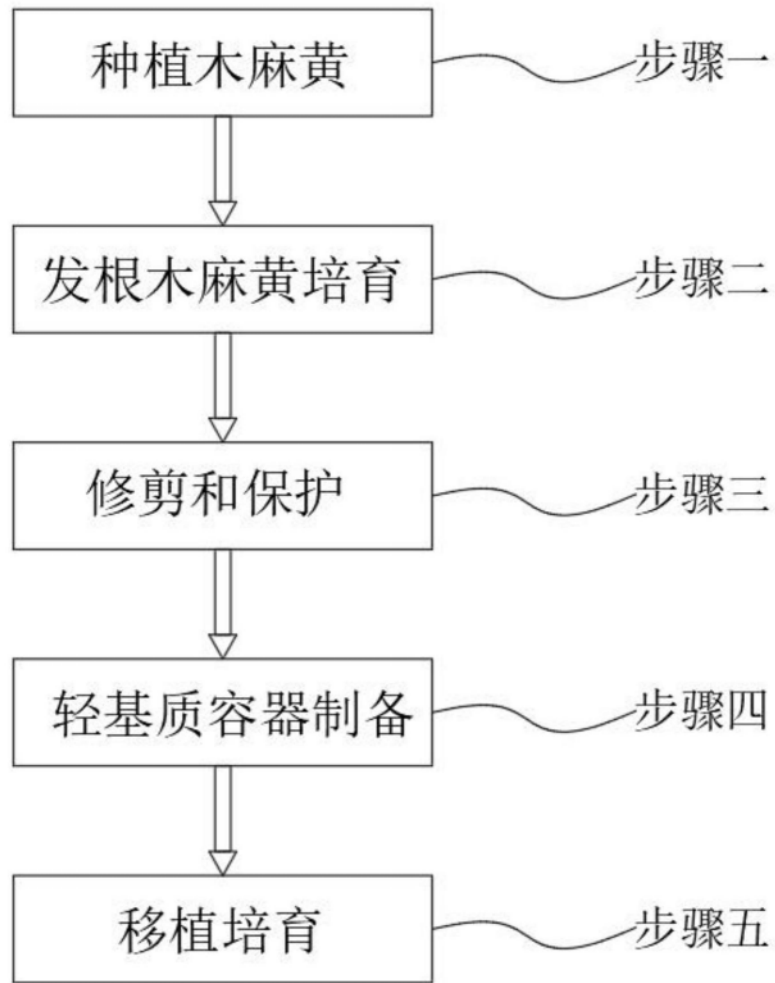 种植木麻黄
步骤一
发根木麻黄培育
步骤二
修剪和保护
步骤三
轻基质容器制备
步骤四
移植培育
步骤五